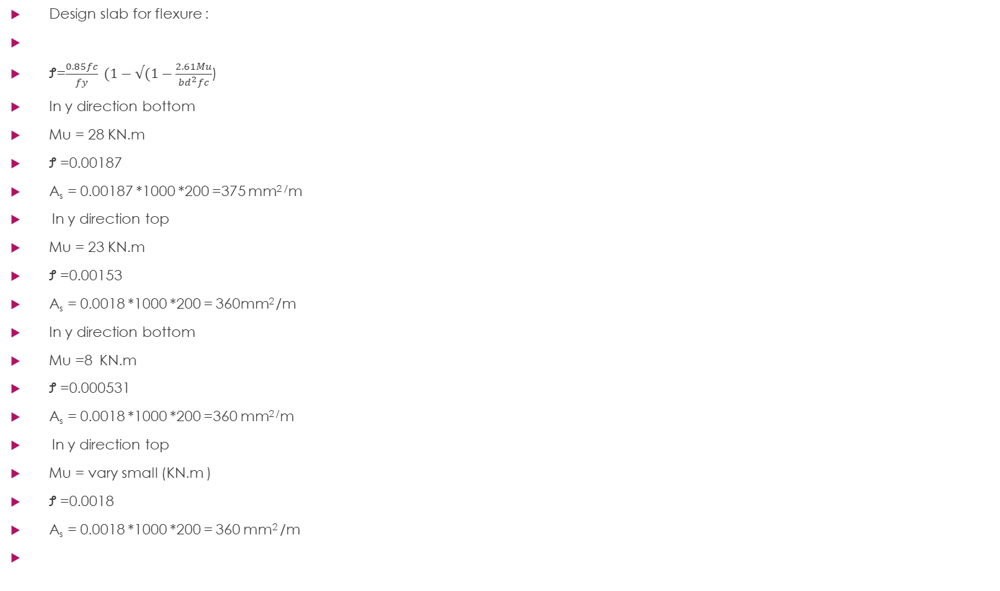 Design slab for flexure :
ƍ=0.85fc/fy (1 − √(1 − 2.61Mu/bd²fc)
In y direction bottom
Mu = 28 KN.m
ƍ =0.00187
Aₛ = 0.00187 *1000 *200 =375 mm²/m
In y direction top
Mu = 23 KN.m
ƍ =0.00153
Aₛ = 0.0018 *1000 *200 = 360mm²/m
In y direction bottom
Mu =8 KN.m
ƍ =0.000531
Aₛ = 0.0018 *1000 *200 =360 mm²/m
In y direction top
Mu = vary small (KN.m )
ƍ =0.0018
Aₛ = 0.0018 *1000 *200 = 360 mm²/m